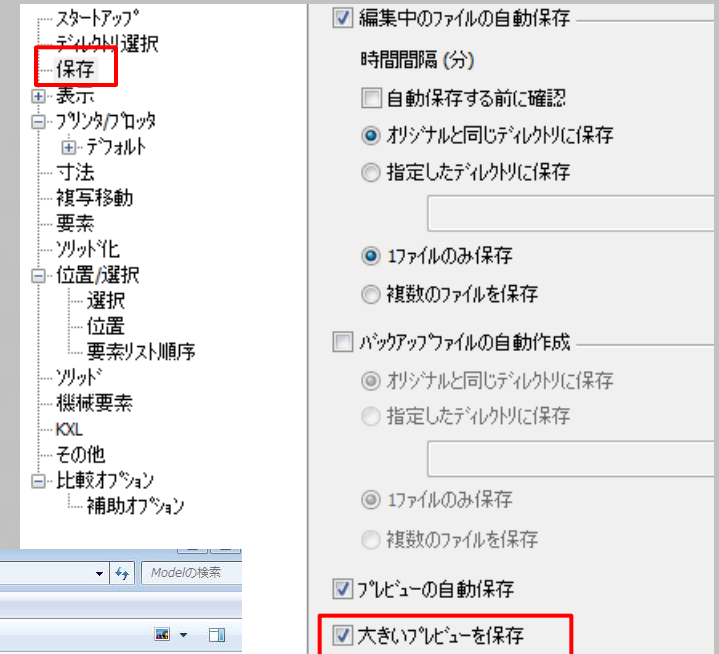 スタートアップ
ディレクトリ選択
保存
表示
プリンタ/プロッタ
デフォルト
寸法
複写移動
要素
ソリッド化
位置/選択
選択
位置
要素リスト順序
ソリッド
機械要素
KXL
その他
比較オプション
補助オプション
Modelの検索
編集中のファイルの自動保存
時間間隔 (分)
自動保存する前に確認
オリジナルと同じディレクトリに保存
指定したディレクトリに保存
1ファイルのみ保存
複数のファイルを保存
バックアップファイルの自動作成
オリジナルと同じディレクトリに保存
指定したディレクトリに保存
1ファイルのみ保存
複数のファイルを保存
プレビューの自動保存
大きいプレビューを保存